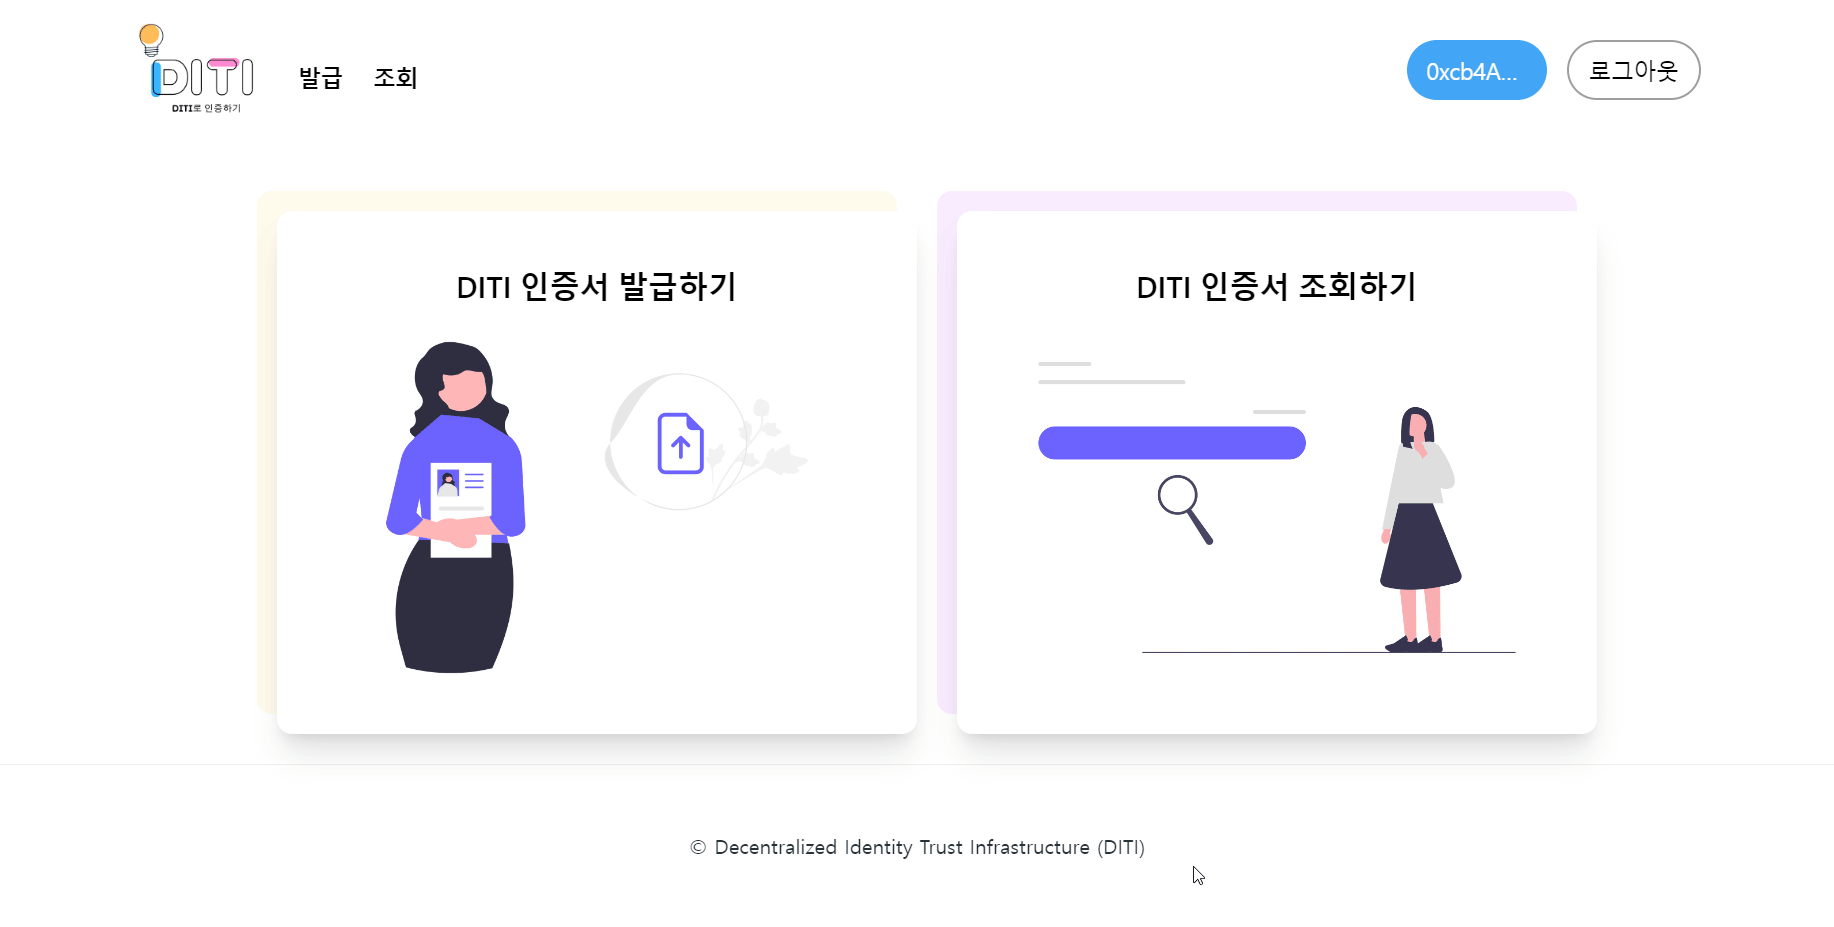 DITI
DITI로 인증하기
발급
조회
0xcb4A...
로그아웃
DITI 인증서 발급하기
DITI 인증서 조회하기
© Decentralized Identity Trust Infrastructure (DITI)